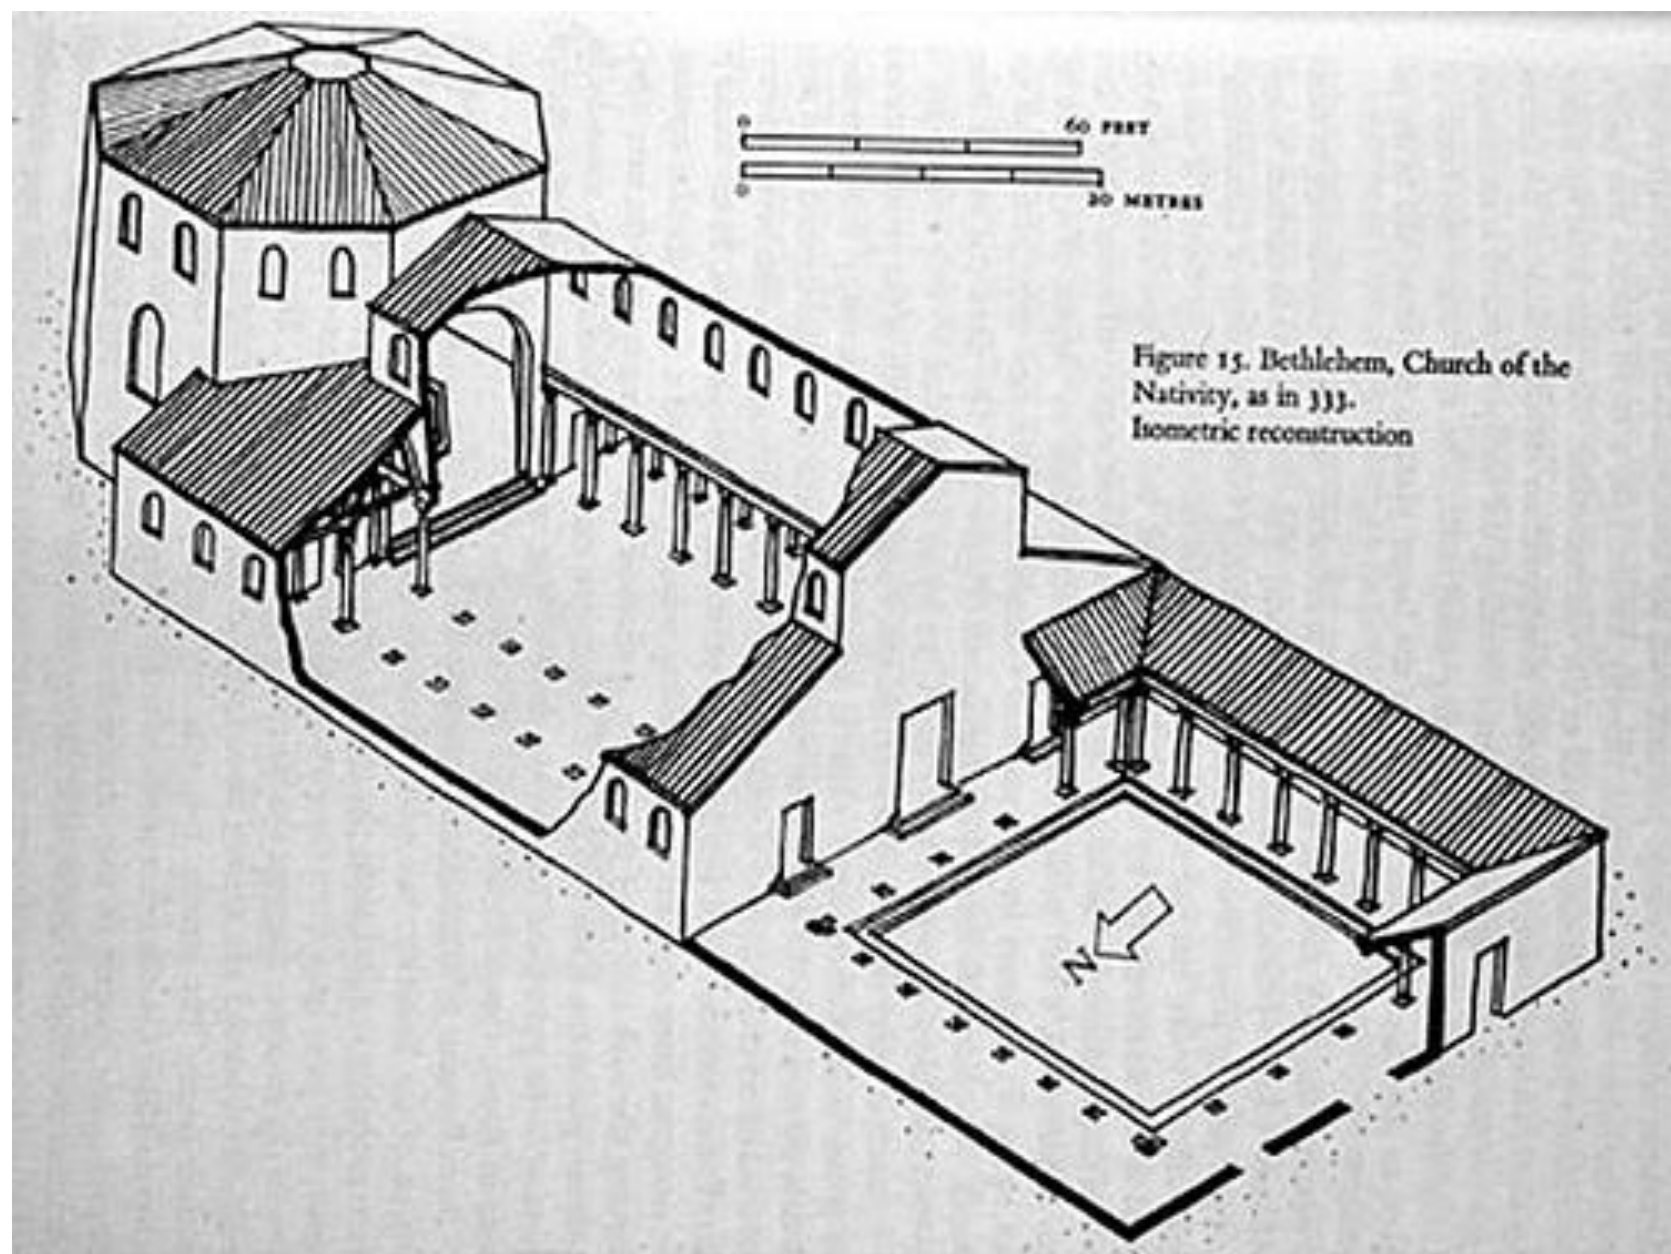 0 60 FEET
0 20 METRES
Figure 15. Bethlehem, Church of the
Nativity, as in 333.
Isometric reconstruction
N